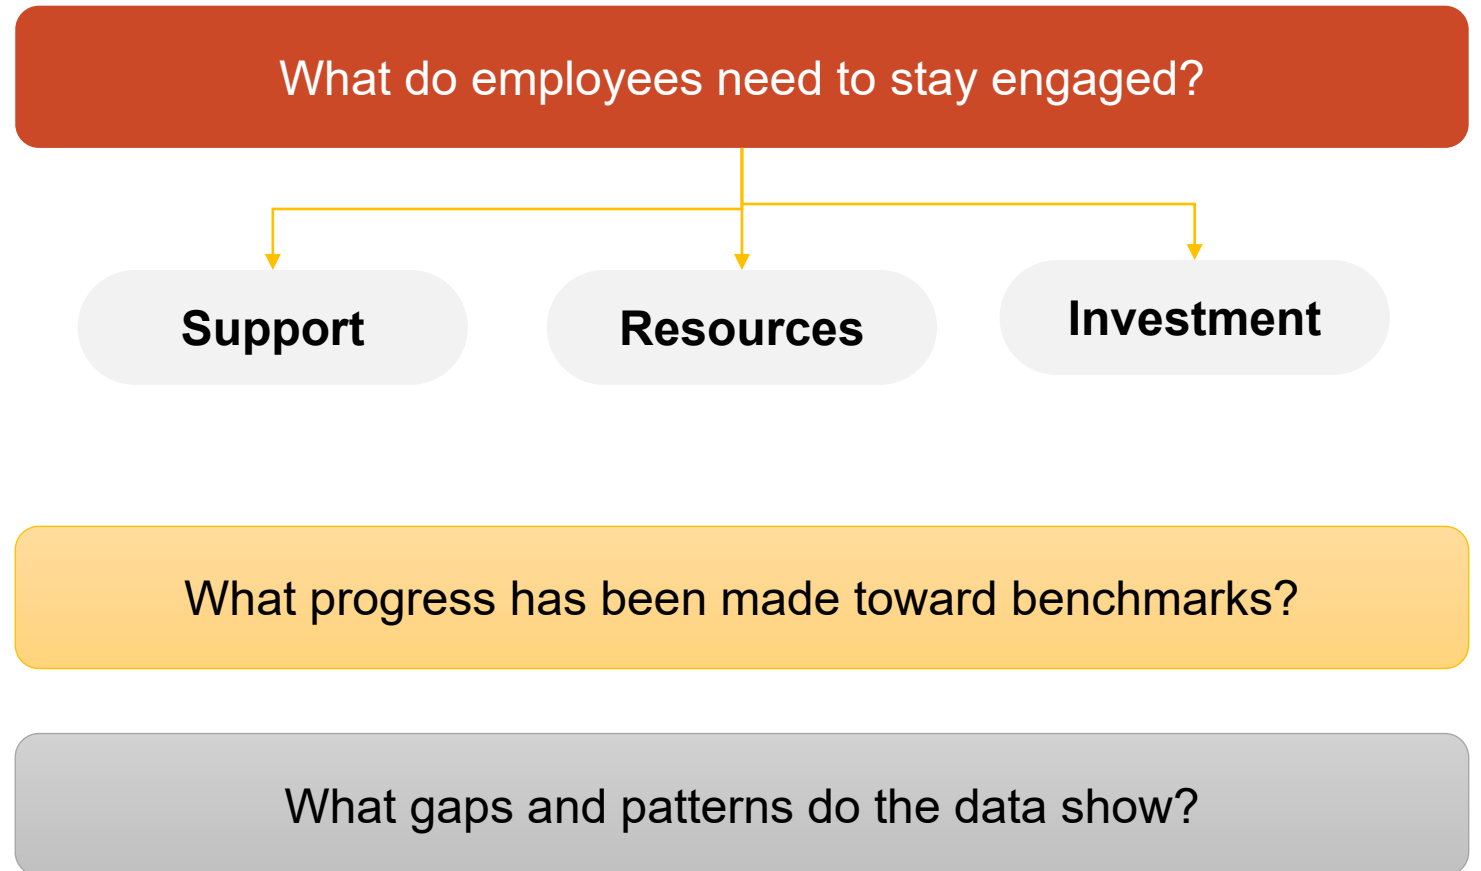 What do employees need to stay engaged?
Support
Resources
Investment
What progress has been made toward benchmarks?
What gaps and patterns do the data show?